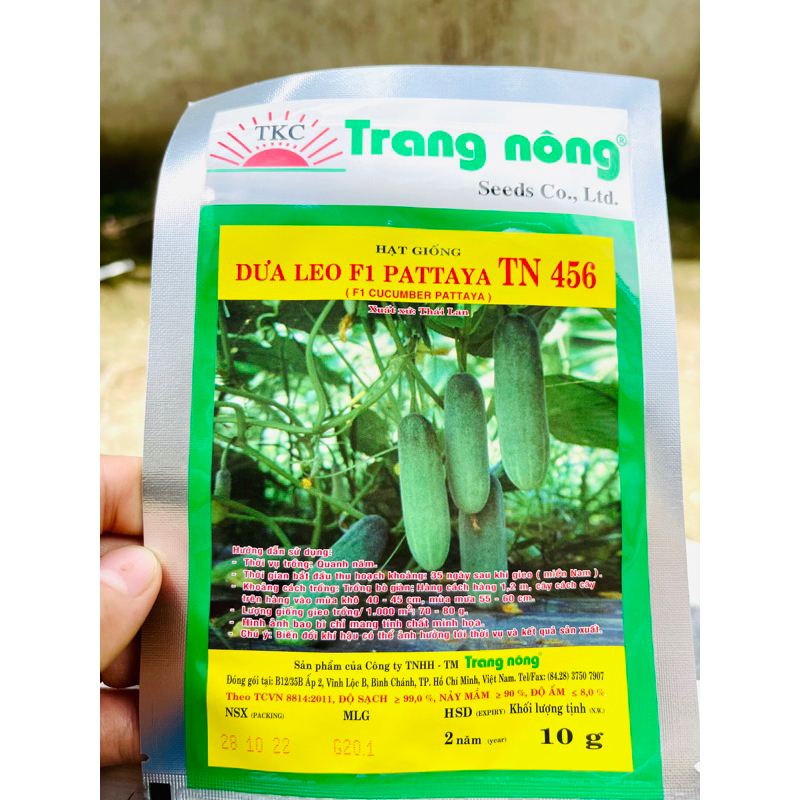 TKC
Trang nông®
Seeds Co., Ltd.
HẠT GIỐNG
DƯA LEO F1 PATTAYA TN 456
( F1 CUCUMBER PATTAYA )
Xuất xứ: Thái Lan
Hướng dẫn sử dụng:
- Thời vụ trồng: Quanh năm.
- Thời gian bắt đầu thu hoạch khoảng: 35 ngày sau khi gieo ( miền Nam ).
- Khoảng cách trồng: Trồng bò giàn: Hàng cách hàng 1,2 m, cây cách cây
trên hàng vào mùa khô 40 - 45 cm, mùa mưa 55 - 60 cm.
- Lượng giống gieo trồng/ 1.000 m²: 70 - 80 g.
- Hình ảnh bao bì chỉ mang tính chất minh họa.
- Chú ý: Biến đổi khí hậu có thể ảnh hưởng tới thời vụ và kết quả sản xuất.
Sản phẩm của Công ty TNHH - TM Trang nông®
Đóng gói tại: B12/35B Ấp 2, Vĩnh Lộc B, Bình Chánh, TP. Hồ Chí Minh, Việt Nam. Tel/Fax: (84.28) 3750 7907
Theo TCVN 8814:2011, ĐỘ SẠCH ≥ 99,0 %, NẢY MẦM ≥ 90 %, ĐỘ ẨM ≤ 8,0 %
NSX (PACKING) MLG HSD (EXPIRY) Khối lượng tịnh (N.W.)
28 10 22 G20.1 2 năm (year) 10 g